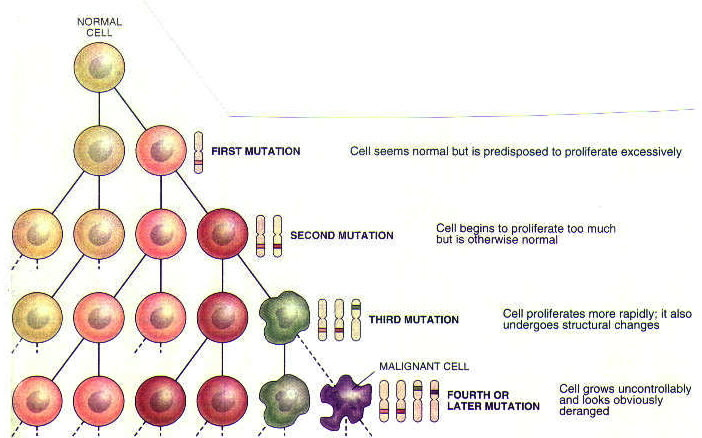 NORMAL
CELL
FIRST MUTATION
Cell seems normal but is predisposed to proliferate excessively
SECOND MUTATION
Cell begins to proliferate too much
but is otherwise normal
THIRD MUTATION
Cell proliferates more rapidly; it also
undergoes structural changes
MALIGNANT CELL
FOURTH OR
LATER MUTATION
Cell grows uncontrollably
and looks obviously
deranged